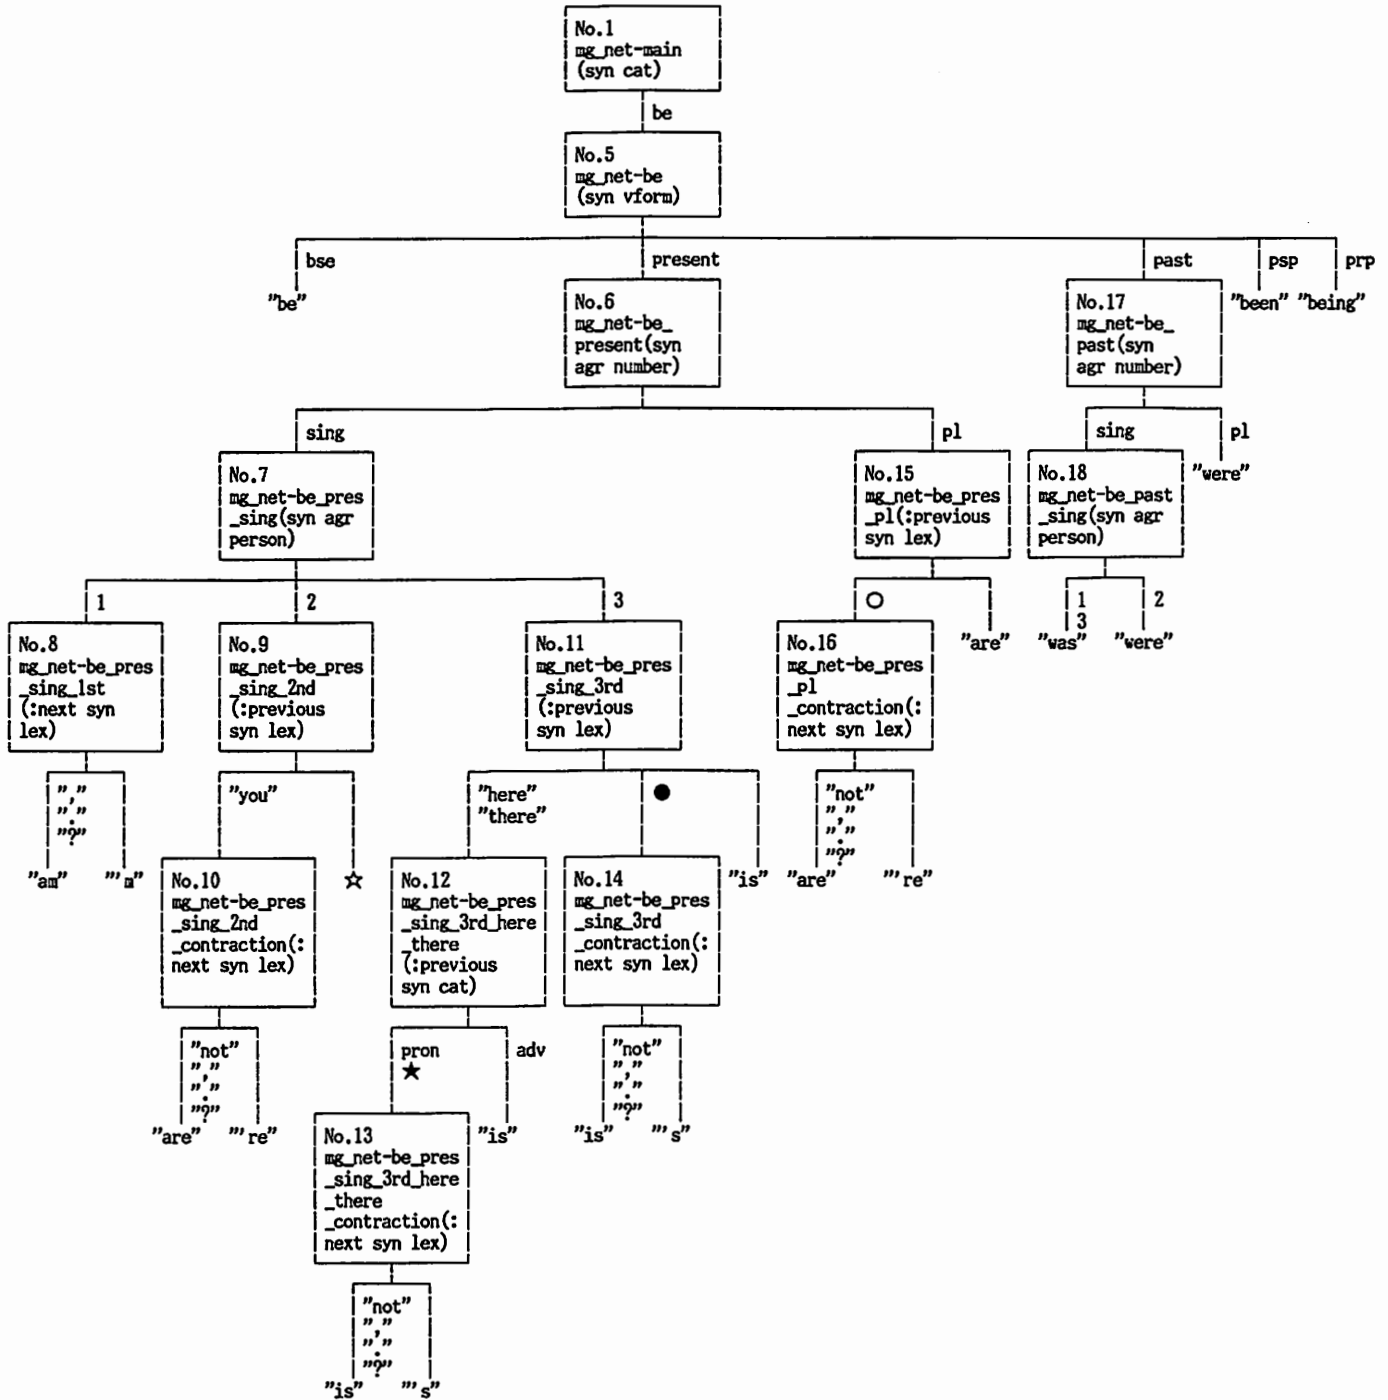 No.1
mg_net-main
(syn cat)
be
No.5
mg_net-be
(syn vform)
bse
present
past
psp
prp
"be"
No.6
mg_net-be_
present(syn
agr number)
No.17
mg_net-be_
past(syn
agr number)
"been"
"being"
sing
pl
sing
pl
No.7
mg_net-be_pres
_sing(syn agr
person)
No.15
mg_net-be_pres
_pl(:previous
syn lex)
No.18
mg_net-be_past
_sing(syn agr
person)
"were"
1
2
3
○
"are"
1
3
"was"
2
"were"
No.8
mg_net-be_pres
_sing_1st
(:next syn
lex)
No.9
mg_net-be_pres
_sing_2nd
(:previous
syn lex)
No.11
mg_net-be_pres
_sing_3rd
(:previous
syn lex)
No.16
mg_net-be_pres
_pl
_contraction(:
next syn lex)
","
"."
"?"
"am"
"'m"
"you"
☆
"here"
"there"
●
"is"
"not"
","
"."
"?"
"are"
"'re"
No.10
mg_net-be_pres
_sing_2nd
_contraction(:
next syn lex)
No.12
mg_net-be_pres
_sing_3rd_here
_there
(:previous
syn cat)
No.14
mg_net-be_pres
_sing_3rd
_contraction(:
next syn lex)
"not"
","
"."
"?"
"are"
"'re"
pron
★
adv
"is"
"not"
","
"."
"?"
"is"
"'s"
No.13
mg_net-be_pres
_sing_3rd_here
_there
_contraction(:
next syn lex)
"not"
","
"."
"?"
"is"
"'s"